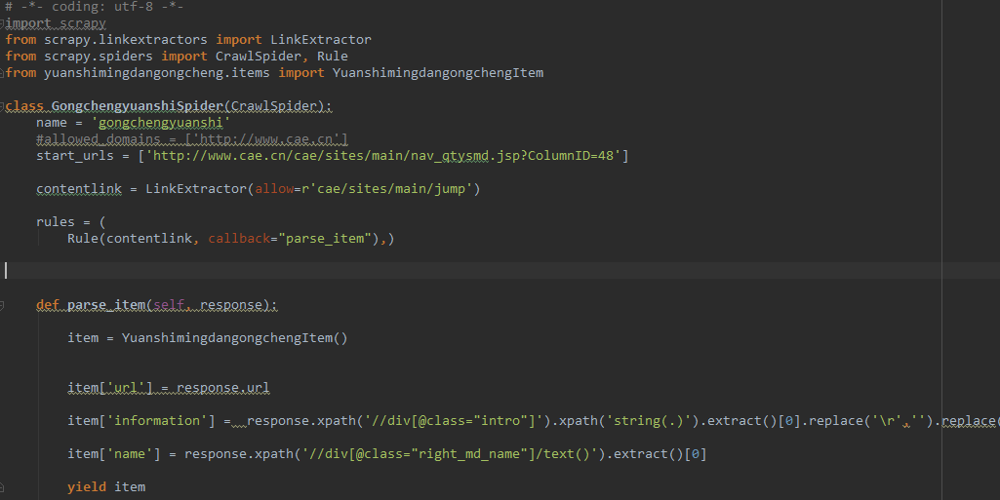 # -*- coding: utf-8 -*-
import scrapy
from scrapy.linkextractors import LinkExtractor
from scrapy.spiders import CrawlSpider, Rule
from yuanshimingdangongcheng.items import YuanshimingdangongchengItem
class GongchengyuanshiSpider(CrawlSpider):
    name = 'gongchengyuanshi'
    #allowed_domains = ['http://www.cae.cn']
    start_urls = ['http://www.cae.cn/cae/sites/main/nav_qtysmd.jsp?ColumnID=48']
    contentlink = LinkExtractor(allow=r'cae/sites/main/jump')
    rules = (
        Rule(contentlink, callback="parse_item"),)
    def parse_item(self, response):
        item = YuanshimingdangongchengItem()
        item['url'] = response.url
        item['information'] =  response.xpath('//div[@class="intro"]').xpath('string(.)').extract()[0].replace('\r','').replace(
        item['name'] = response.xpath('//div[@class="right_md_name"]/text()').extract()[0]
        yield item